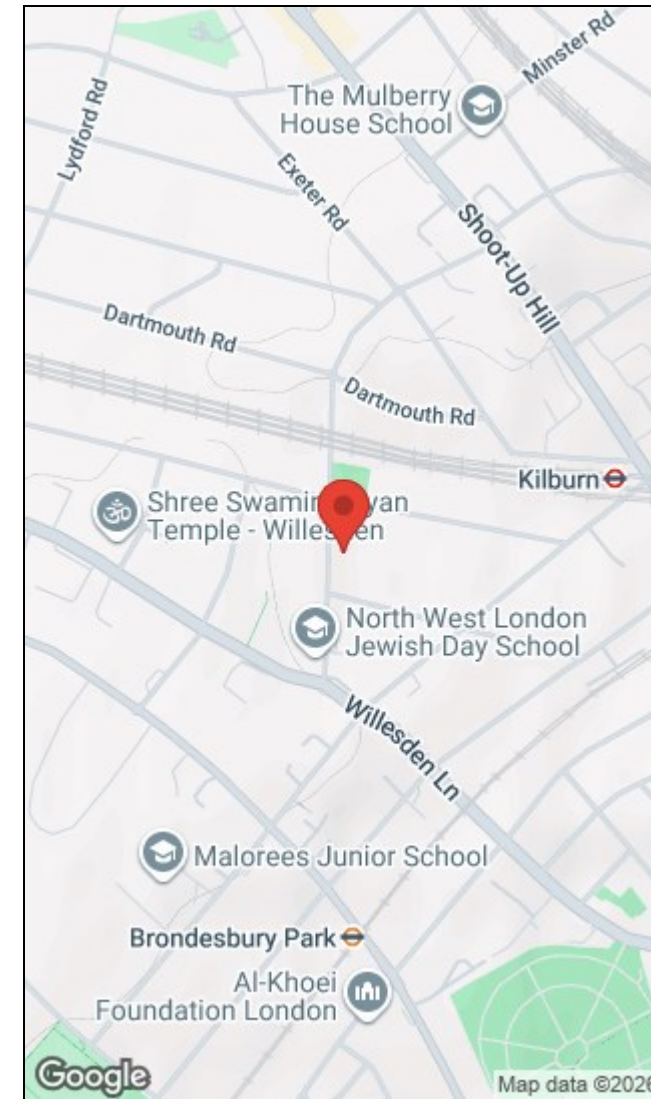 Minster Rd
The Mulberry
House School
Lydford Rd
Exeter Rd
Shoot-Up Hill
Dartmouth Rd
Dartmouth Rd
Kilburn
Shree Swamin yan
Temple - Willes en
North West London
Jewish Day School
Willesden Ln
Malorees Junior School
Brondesbury Park
Al-Khoei
Foundation London
Google
Map data ©2026